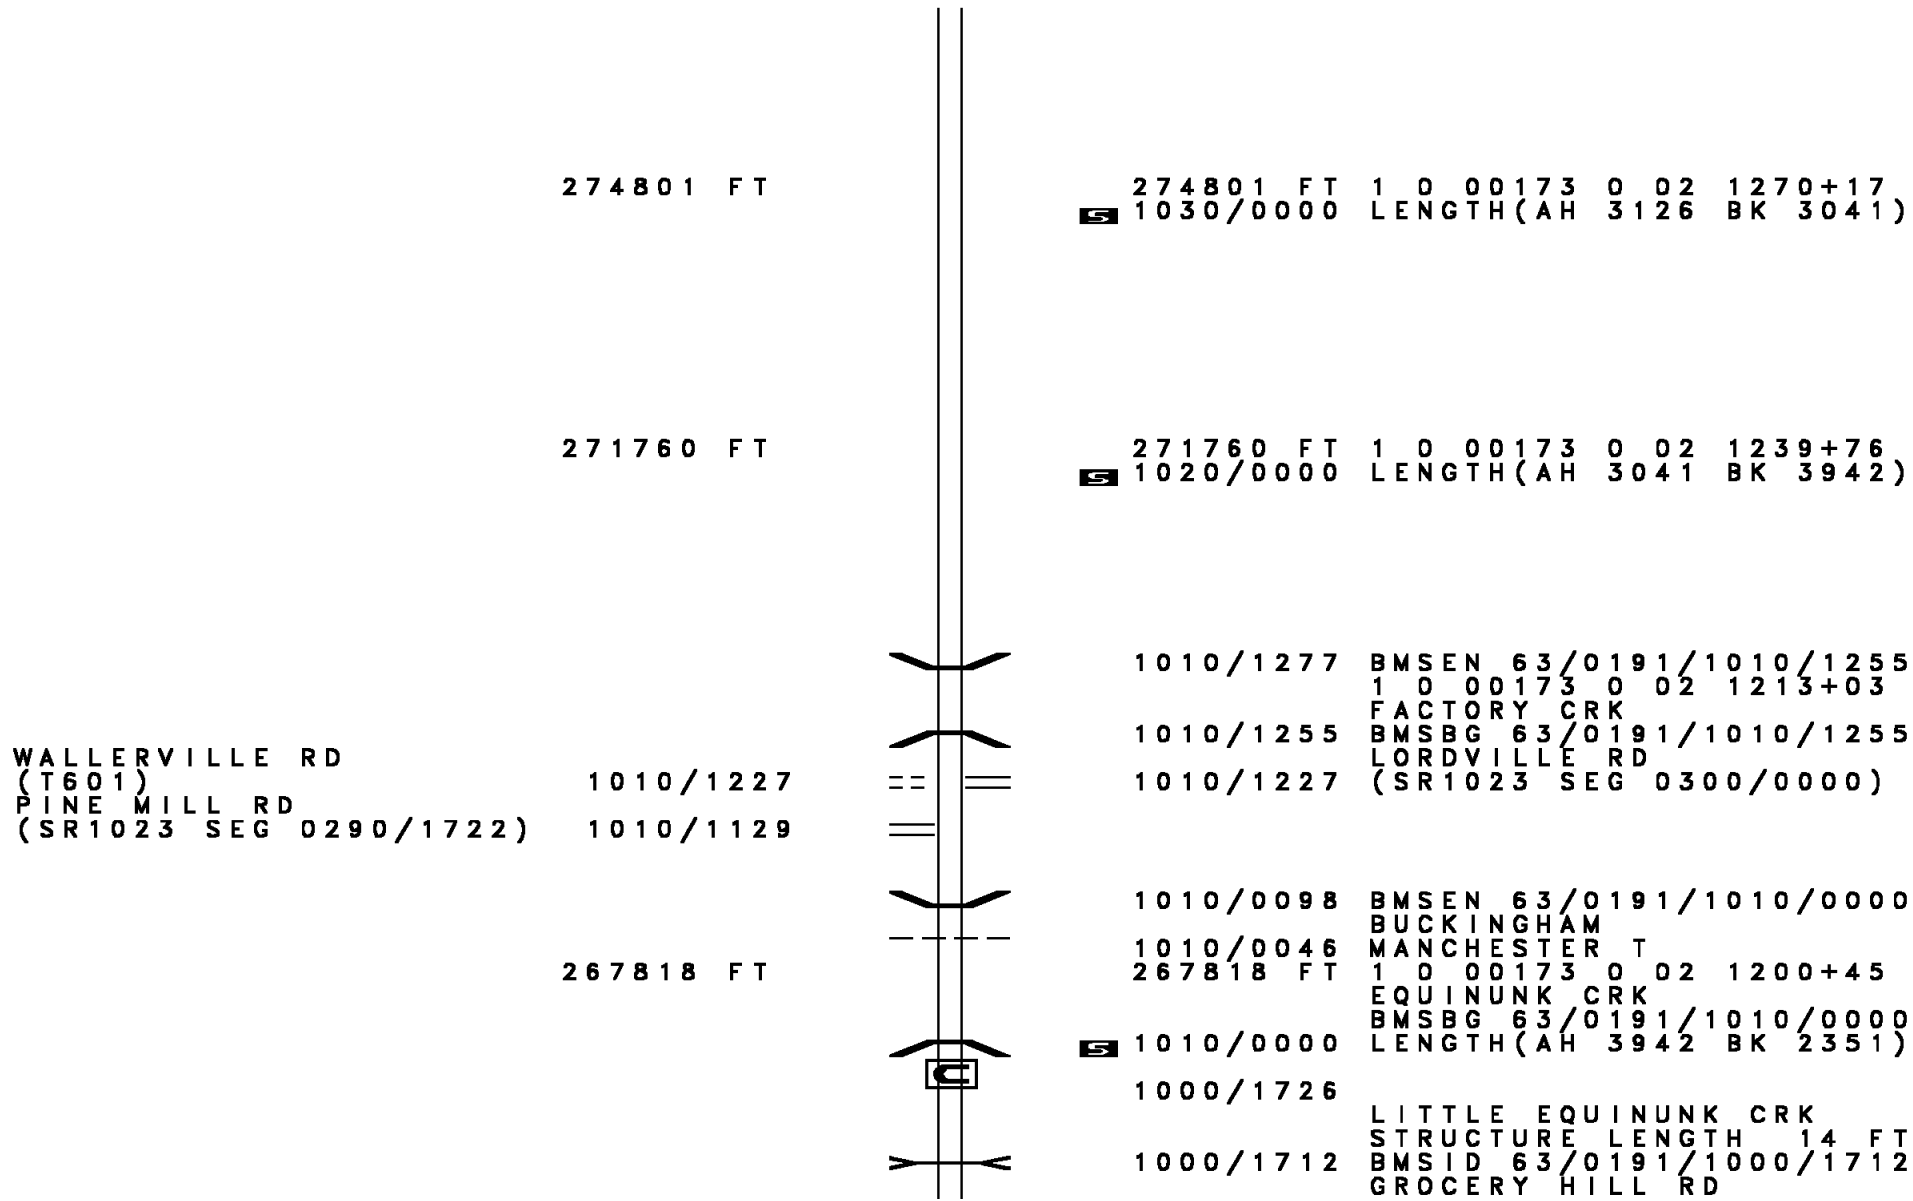 274801 FT 274801 FT 1 0 00173 0 02 1270+17
S 1030/0000 LENGTH(AH 3126 BK 3041)
271760 FT 271760 FT 1 0 00173 0 02 1239+76
S 1020/0000 LENGTH(AH 3041 BK 3942)
1010/1277 BMSEN 63/0191/1010/1255
1 0 00173 0 02 1213+03
FACTORY CRK
1010/1255 BMSBG 63/0191/1010/1255
WALLERVILLE RD LORDVILLE RD
(T601) 1010/1227 1010/1227 (SR1023 SEG 0300/0000)
PINE MILL RD
(SR1023 SEG 0290/1722) 1010/1129
1010/0098 BMSEN 63/0191/1010/0000
BUCKINGHAM
1010/0046 MANCHESTER T
267818 FT 267818 FT 1 0 00173 0 02 1200+45
EQUINUNK CRK
BMSBG 63/0191/1010/0000
S 1010/0000 LENGTH(AH 3942 BK 2351)
C
1000/1726
LITTLE EQUINUNK CRK
STRUCTURE LENGTH 14 FT
1000/1712 BMSID 63/0191/1000/1712
GROCERY HILL RD